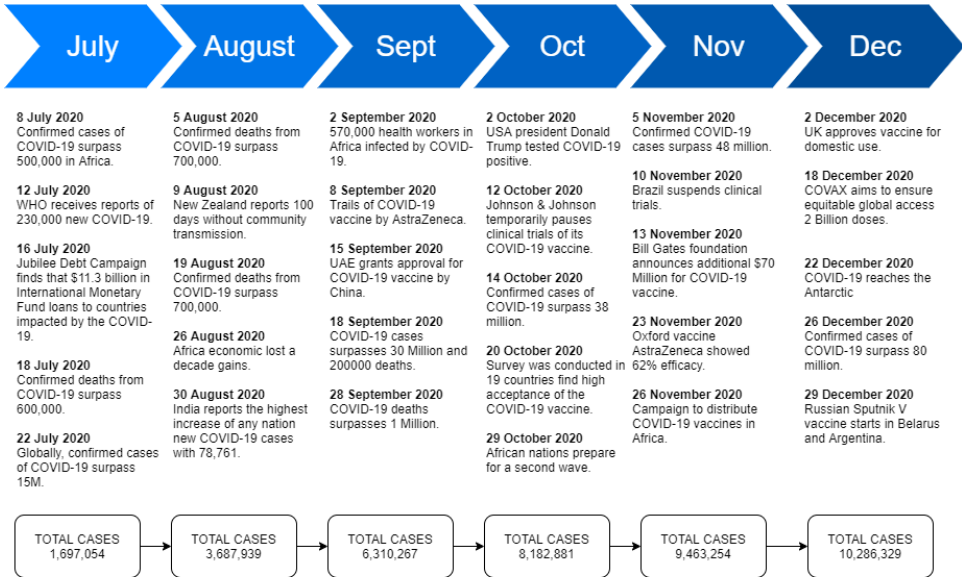 July
August
Sept
Oct
Nov
Dec
8 July 2020
Confirmed cases of
COVID-19 surpass
500,000 in Africa.
12 July 2020
WHO receives reports of
230,000 new COVID-19.
16 July 2020
Jubilee Debt Campaign
finds that $11.3 billion in
International Monetary
Fund loans to countries
impacted by the COVID-
19.
18 July 2020
Confirmed deaths from
COVID-19 surpass
600,000.
22 July 2020
Globally, confirmed cases
of COVID-19 surpass
15M.
5 August 2020
Confirmed deaths from
COVID-19 surpass
700,000.
9 August 2020
New Zealand reports 100
days without community
transmission.
19 August 2020
Confirmed deaths from
COVID-19 surpass
700,000.
26 August 2020
Africa economic lost a
decade gains.
30 August 2020
India reports the highest
increase of any nation
new COVID-19 cases
with 78,761.
2 September 2020
570,000 health workers in
Africa infected by COVID-
19.
8 September 2020
Trails of COVID-19
vaccine by AstraZeneca.
15 September 2020
UAE grants approval for
COVID-19 vaccine by
China.
18 September 2020
COVID-19 cases
surpasses 30 Million and
200000 deaths.
28 September 2020
COVID-19 deaths
surpasses 1 Million.
2 October 2020
USA president Donald
Trump tested COVID-19
positive.
12 October 2020
Johnson & Johnson
temporarily pauses
clinical trials of its
COVID-19 vaccine.
14 October 2020
Confirmed cases of
COVID-19 surpass 38
million.
20 October 2020
Survey was conducted in
19 countries find high
acceptance of the
COVID-19 vaccine.
29 October 2020
African nations prepare
for a second wave.
5 November 2020
Confirmed COVID-19
cases surpass 48 million.
10 November 2020
Brazil suspends clinical
trials.
13 November 2020
Bill Gates foundation
announces additional $70
Million for COVID-19
vaccine.
23 November 2020
Oxford vaccine
AstraZeneca showed
62% efficacy.
26 November 2020
Campaign to distribute
COVID-19 vaccines in
Africa.
2 December 2020
UK approves vaccine for
domestic use.
18 December 2020
COVAX aims to ensure
equitable global access
2 Billion doses.
22 December 2020
COVID-19 reaches the
Antarctic
26 December 2020
Confirmed cases of
COVID-19 surpass 80
million.
29 December 2020
Russian Sputnik V
vaccine starts in Belarus
and Argentina.
TOTAL CASES
1,697,054
TOTAL CASES
3,687,939
TOTAL CASES
6,310,267
TOTAL CASES
8,182,881
TOTAL CASES
9,463,254
TOTAL CASES
10,286,329